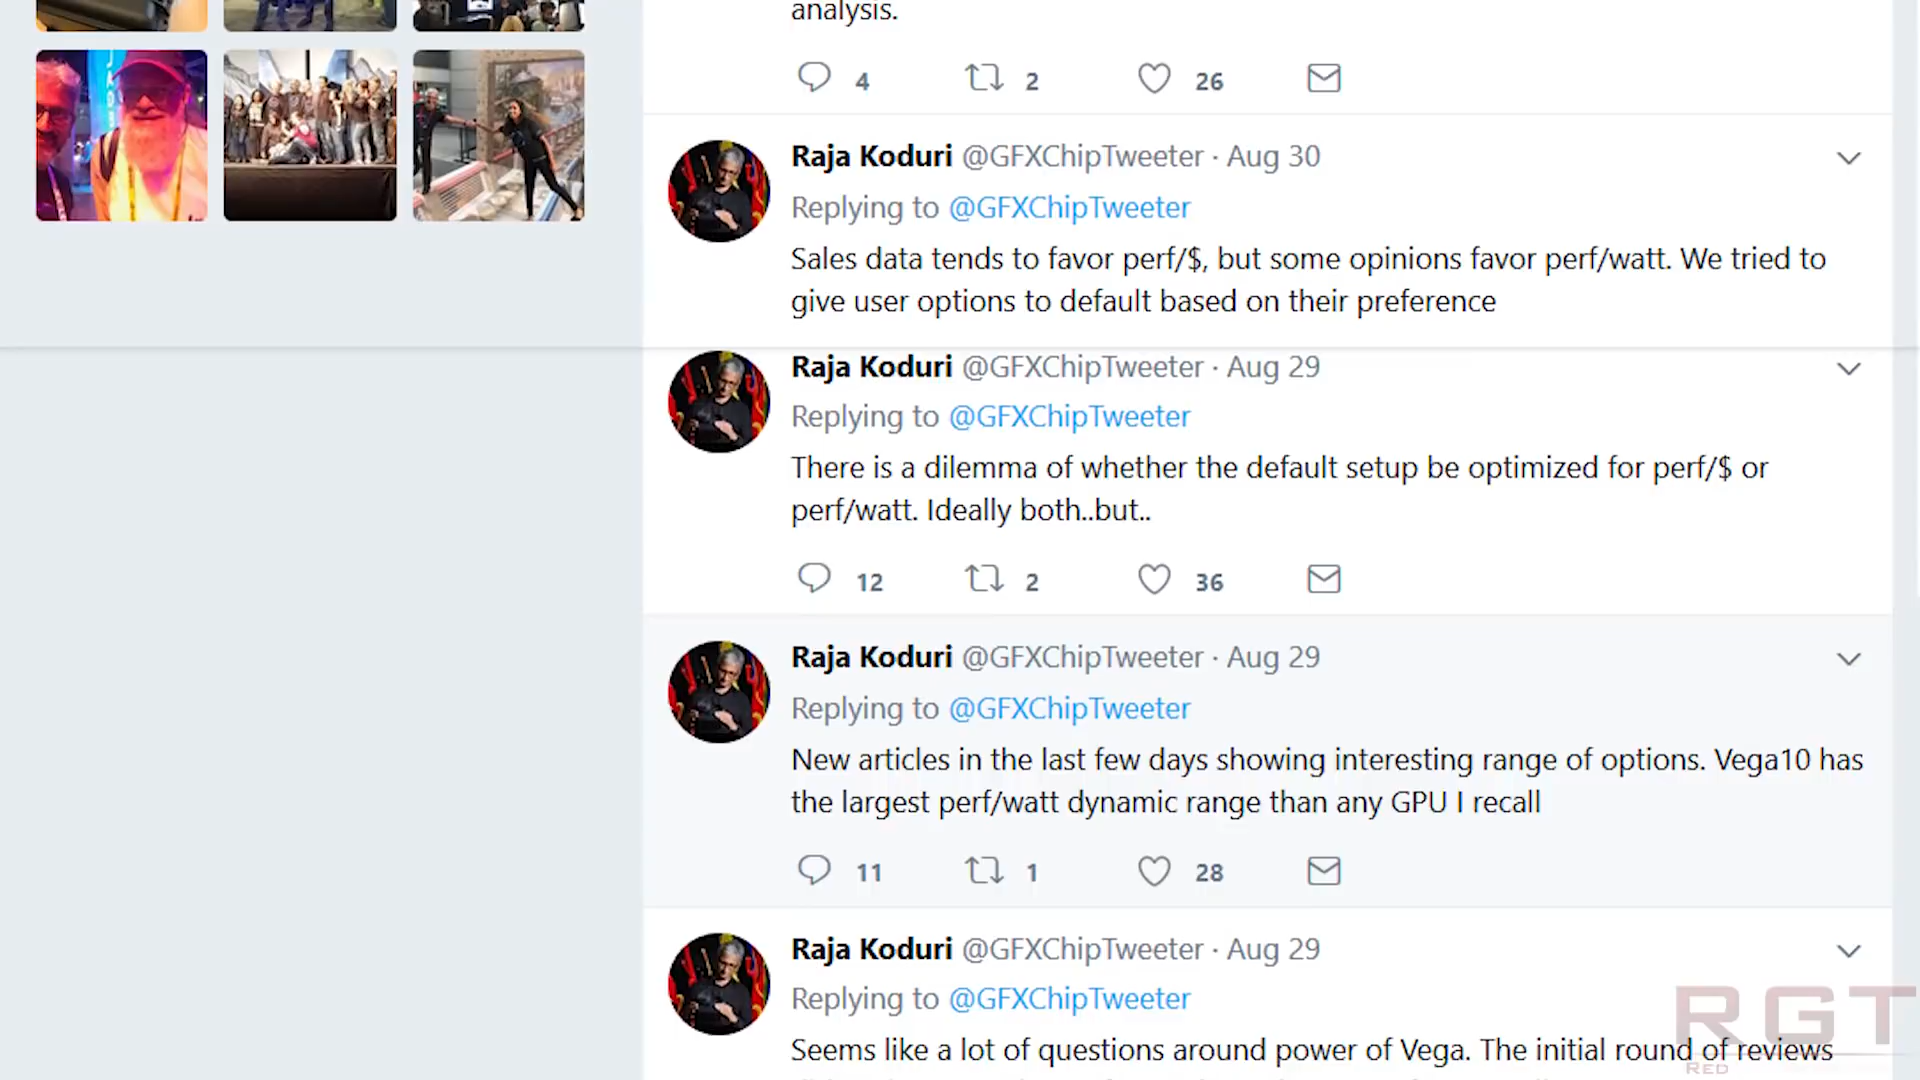 analysis.
4 2 26
Raja Koduri @GFXChipTweeter · Aug 30
Replying to @GFXChipTweeter
Sales data tends to favor perf/$, but some opinions favor perf/watt. We tried to
give user options to default based on their preference
Raja Koduri @GFXChipTweeter · Aug 29
Replying to @GFXChipTweeter
There is a dilemma of whether the default setup be optimized for perf/$ or
perf/watt. Ideally both..but..
12 2 36
Raja Koduri @GFXChipTweeter · Aug 29
Replying to @GFXChipTweeter
New articles in the last few days showing interesting range of options. Vega10 has
the largest perf/watt dynamic range than any GPU I recall
11 1 28
Raja Koduri @GFXChipTweeter · Aug 29
Replying to @GFXChipTweeter
Seems like a lot of questions around power of Vega. The initial round of reviews
RGT
RED